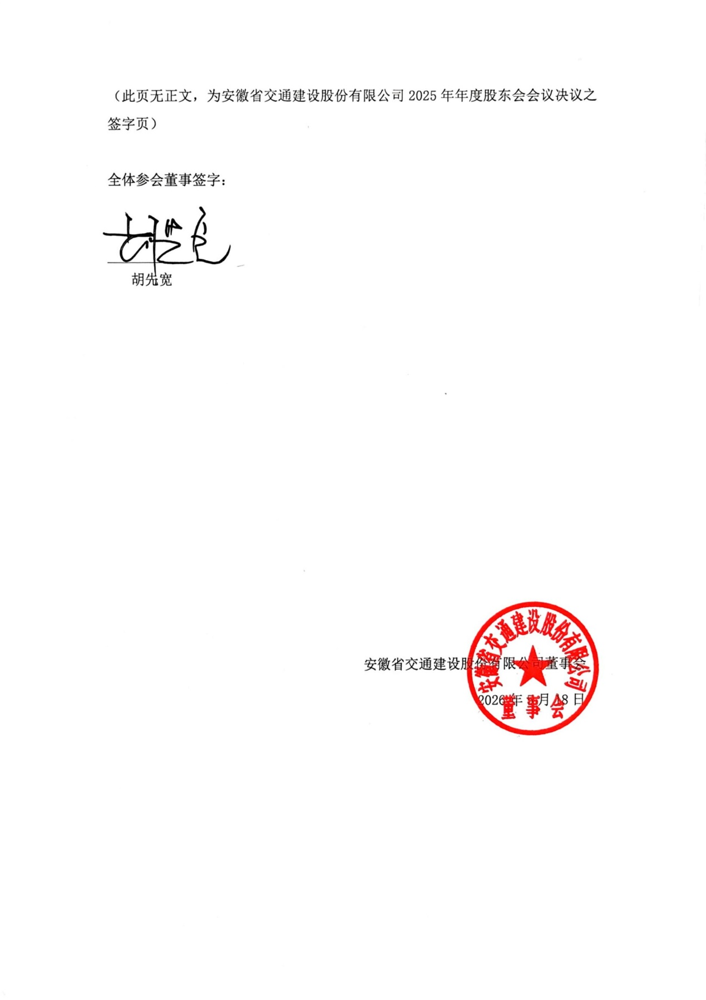 （此页无正文，为安徽省交通建设股份有限公司 2025 年年度股东会会议决议之
签字页）
全体参会董事签字：
胡先宽
安徽省交通建设股份有限公司董事会
2026 年 月 18 日
安徽省交通建设股份有限公司
董事会